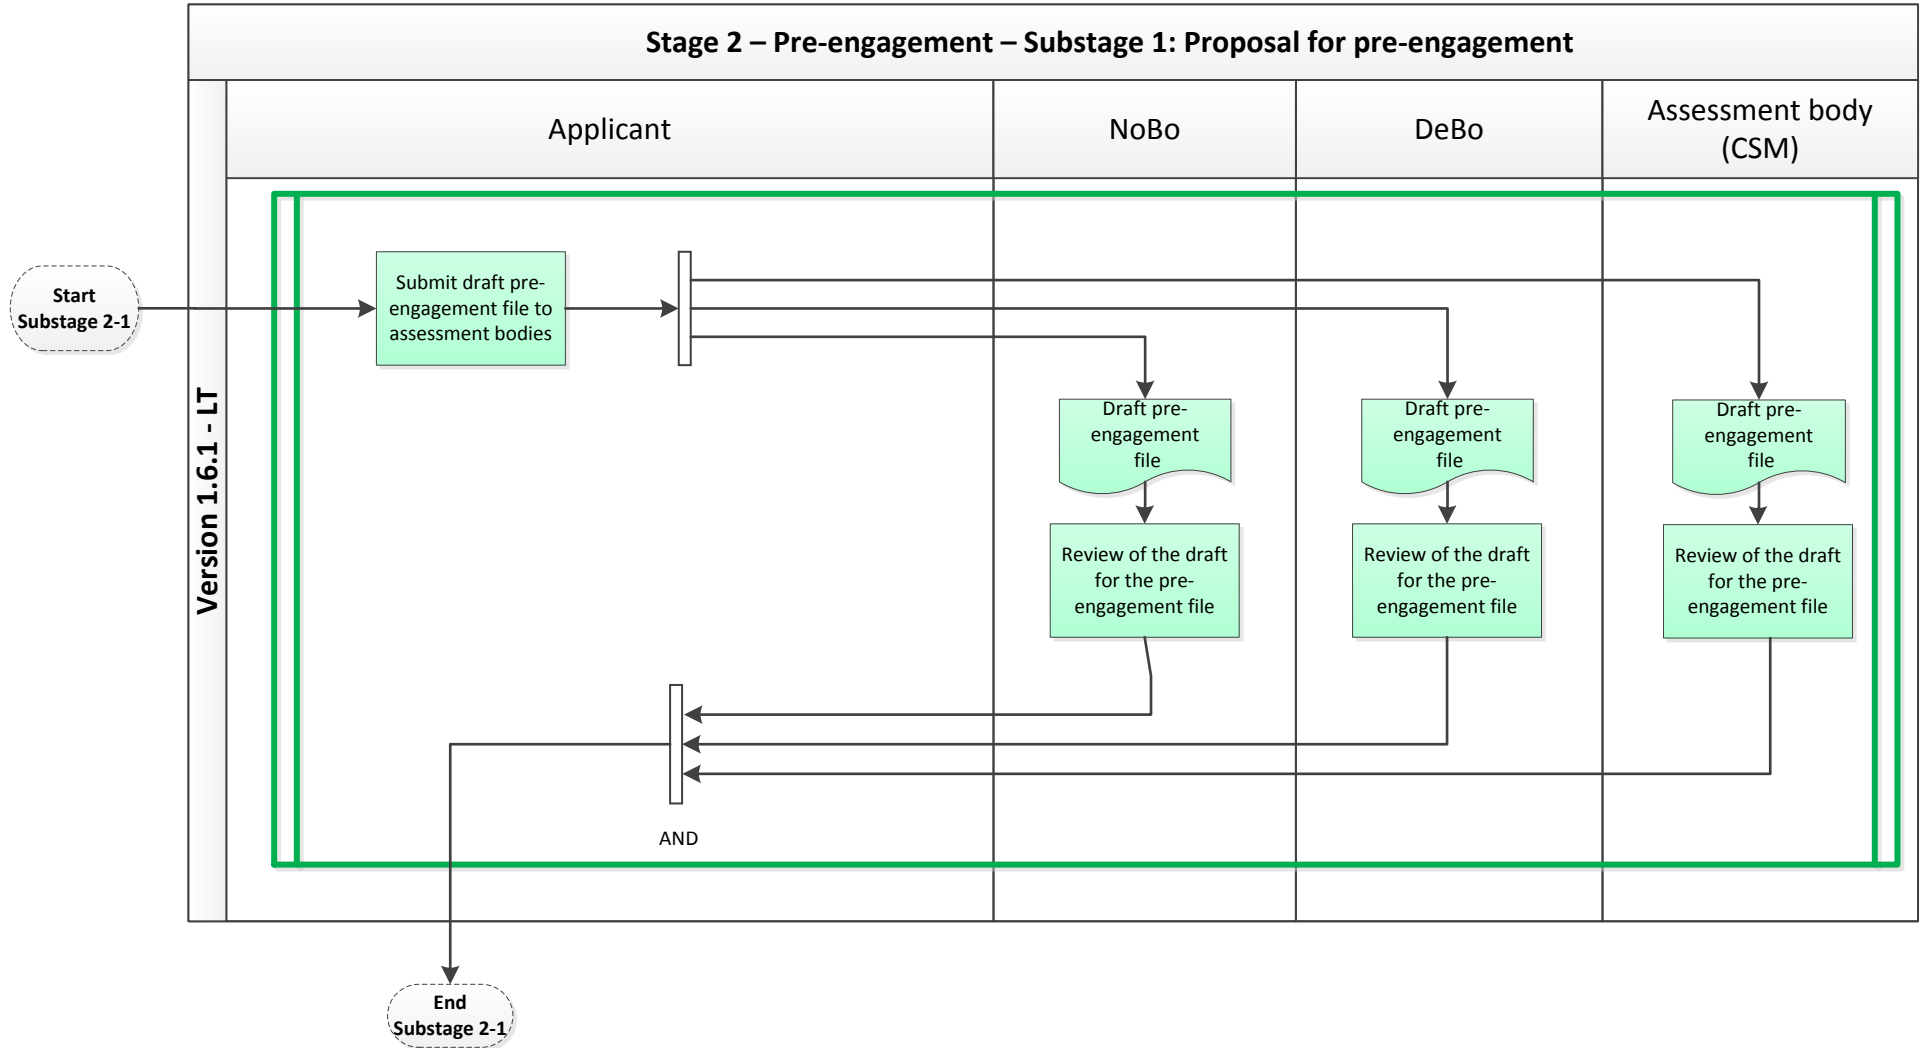 Stage 2 – Pre-engagement – Substage 1: Proposal for pre-engagement
Applicant
NoBo
DeBo
Assessment body
(CSM)
Version 1.6.1 - LT
Start
Substage 2-1
Submit draft pre-
engagement file to
assessment bodies
Draft pre-
engagement
file
Draft pre-
engagement
file
Draft pre-
engagement
file
Review of the draft
for the pre-
engagement file
Review of the draft
for the pre-
engagement file
Review of the draft
for the pre-
engagement file
AND
End
Substage 2-1